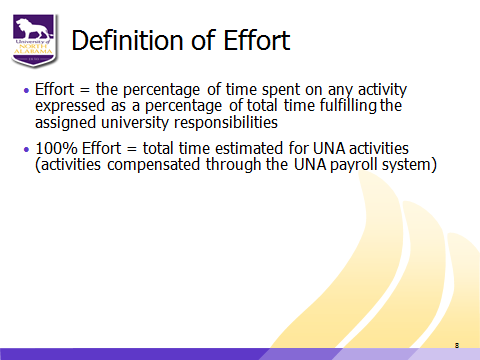 University of
NORTH
ALABAMA
Definition of Effort
• Effort = the percentage of time spent on any activity
expressed as a percentage of total time fulfilling the
assigned university responsibilities
• 100% Effort = total time estimated for UNA activities
(activities compensated through the UNA payroll system)
8